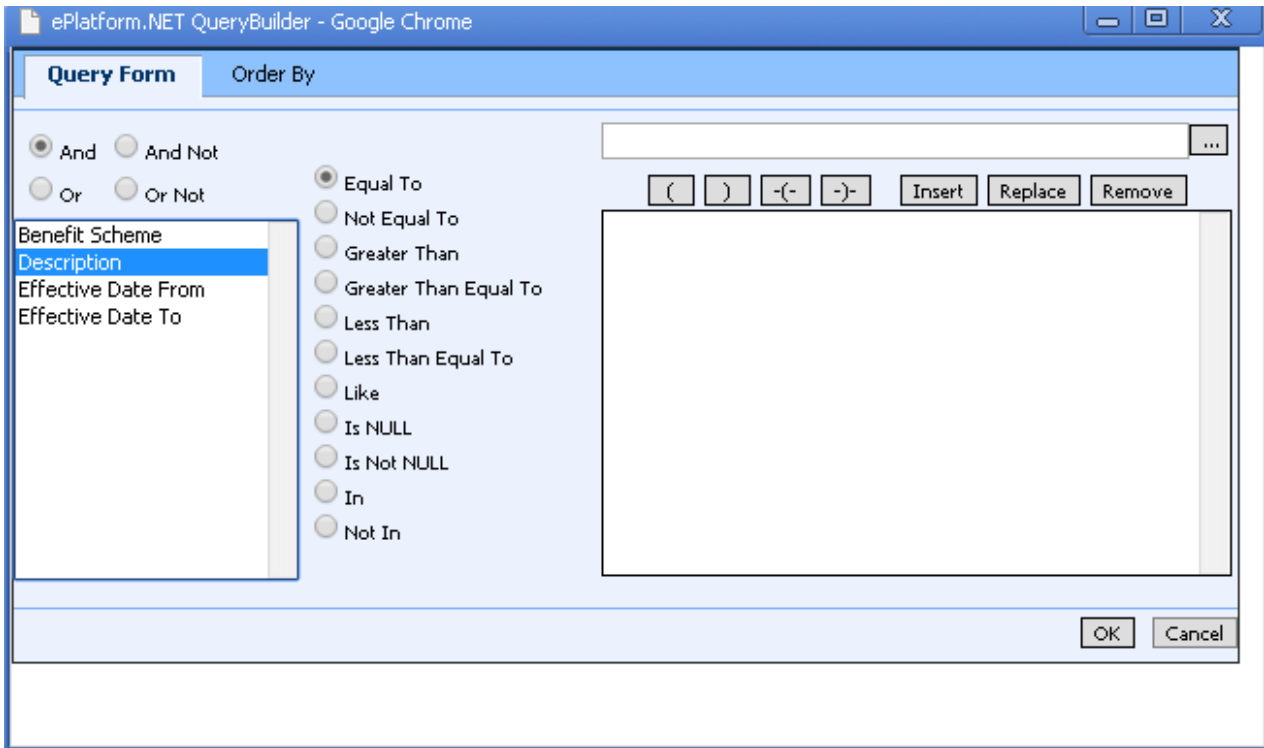 ePlatform.NET QueryBuilder - Google Chrome
Query Form Order By
And And Not
Or Or Not
Benefit Scheme
Description
Effective Date From
Effective Date To
Equal To
Not Equal To
Greater Than
Greater Than Equal To
Less Than
Less Than Equal To
Like
Is NULL
Is Not NULL
In
Not In
...
( ) -(- -)- Insert Replace Remove
OK Cancel